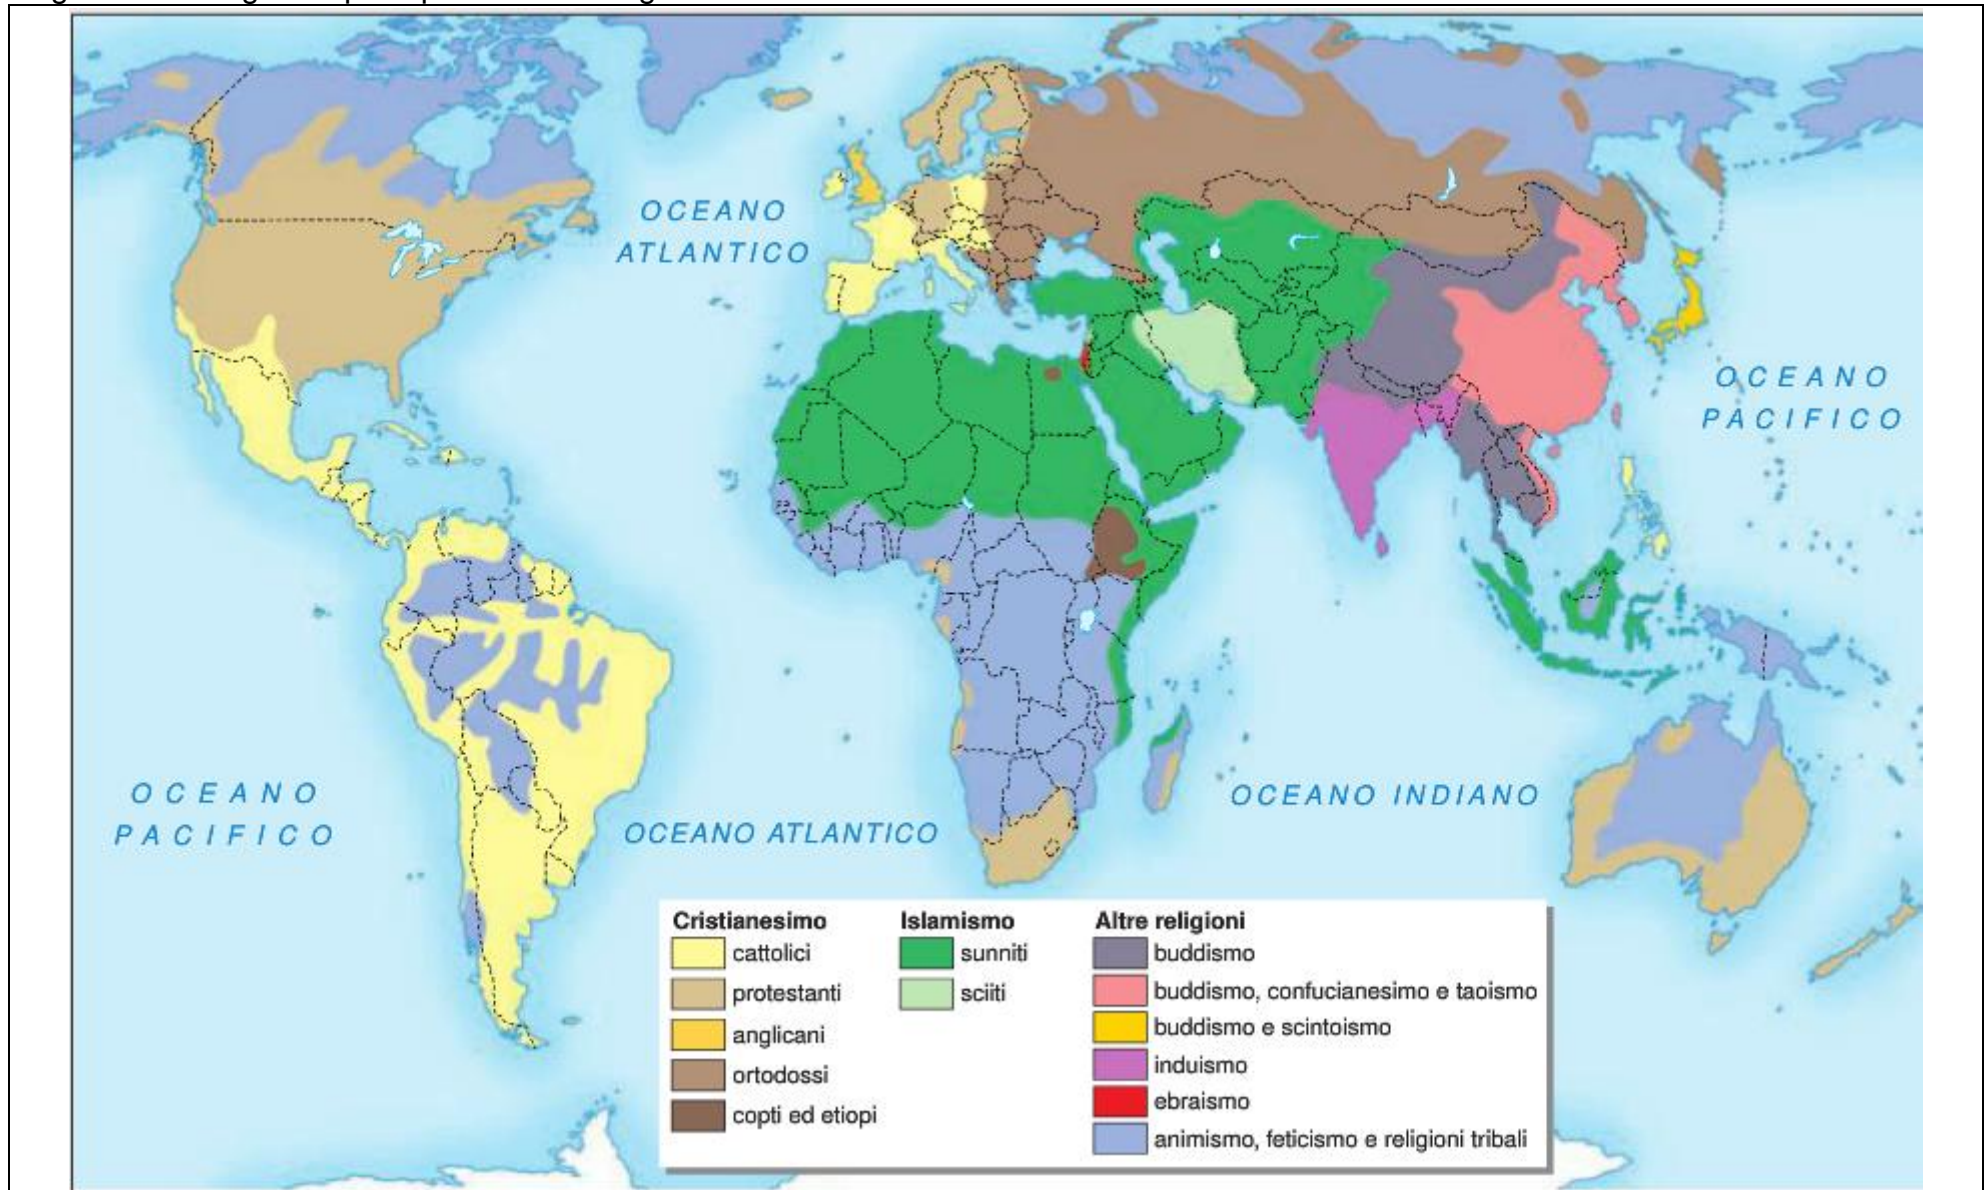 OCEANO
ATLANTICO
OCEANO
PACIFICO
OCEANO
PACIFICO
OCEANO ATLANTICO
OCEANO INDIANO
Cristianesimo
cattolici
protestanti
anglicani
ortodossi
copti ed etiopi
Islamismo
sunniti
sciiti
Altre religioni
buddismo
buddismo, confucianesimo e taoismo
buddismo e scintoismo
induismo
ebraismo
animismo, feticismo e religioni tribali